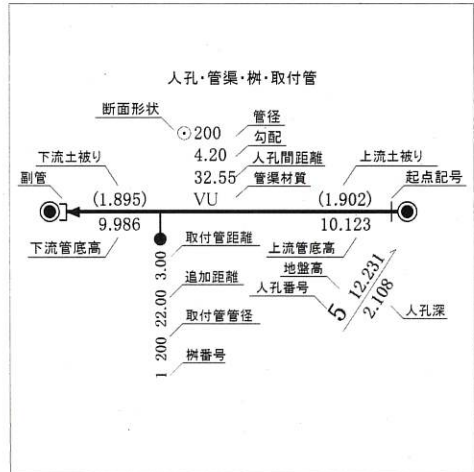 人孔・管渠・桝・取付管
断面形状
⊙200
管径
4.20
勾配
下流土被り
32.55
人孔間距離
上流土被り
副管
VU
管渠材質
起点記号
(1.895)
(1.902)
9.986
10.123
下流管底高
取付管距離
上流管底高
3.00
地盤高
12.231
追加距離
人孔番号
5
2.108
人孔深
22.00
取付管管径
200
桝番号
1